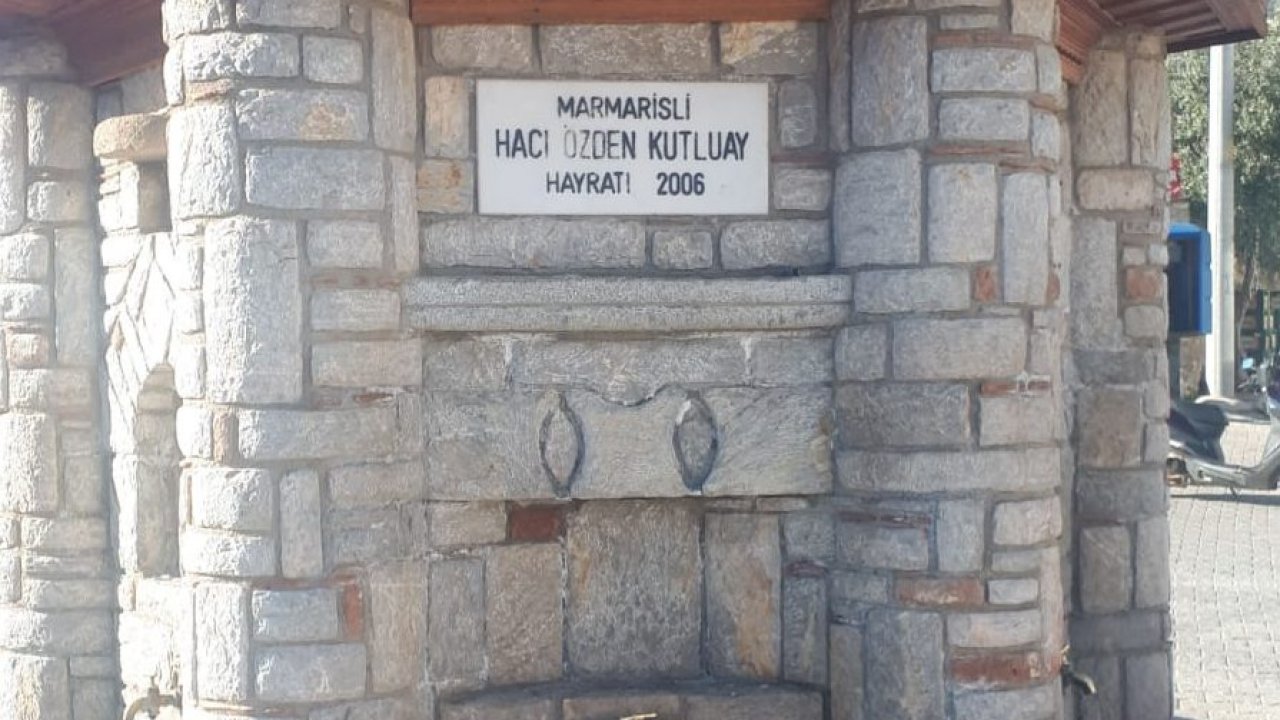 MARMARİSLİ
HACI ÖZDEN KUTLUAY
HAYRATI 2006